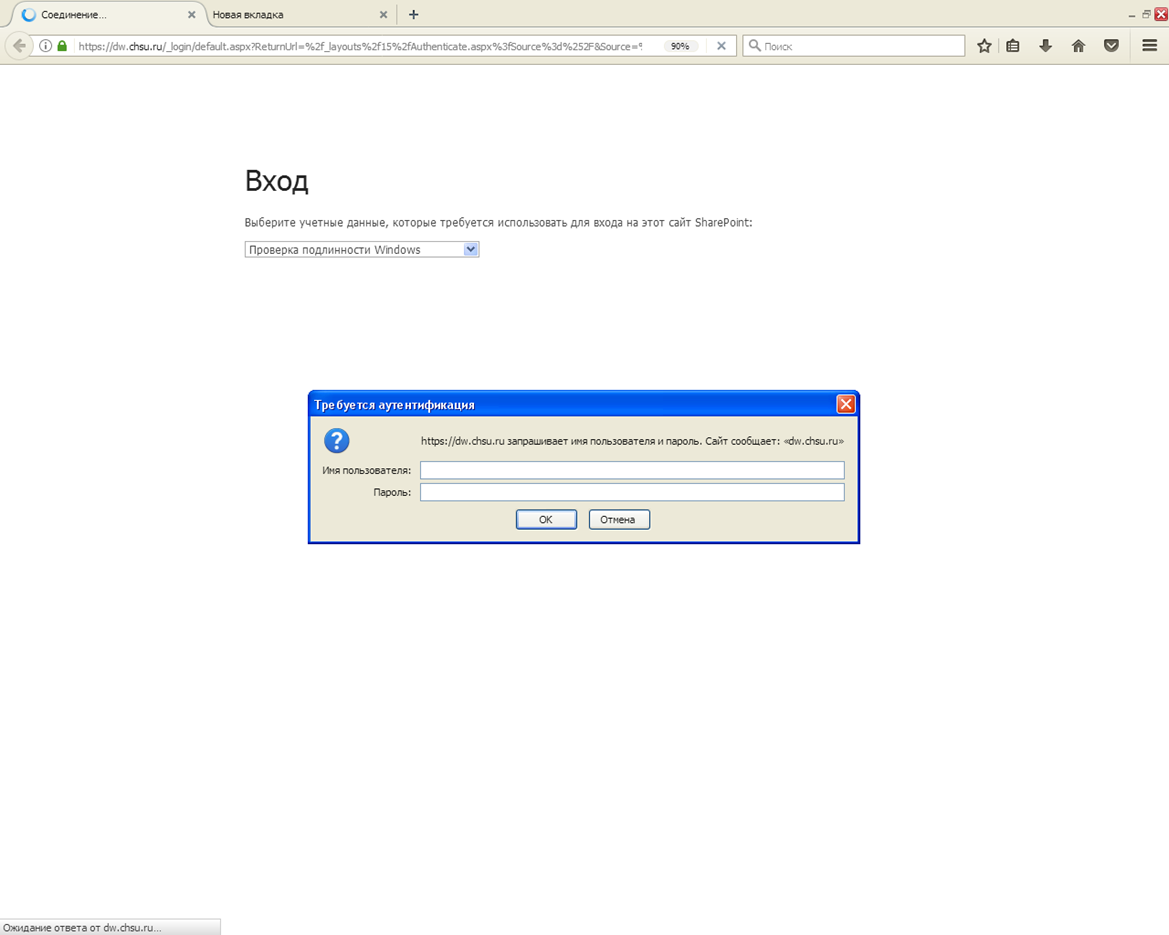 Соединение...
Новая вкладка
https://dw.chsu.ru/_login/default.aspx?ReturnUrl=%2f_layouts%2f15%2fAuthenticate.aspx%3fSource%3d%252F&Source=%
90%
Поиск
Вход
Выберите учетные данные, которые требуется использовать для входа на этот сайт SharePoint:
Проверка подлинности Windows
Требуется аутентификация
https://dw.chsu.ru запрашивает имя пользователя и пароль. Сайт сообщает: «dw.chsu.ru»
Имя пользователя:
Пароль:
ОК
Отмена
Ожидание ответа от dw.chsu.ru...